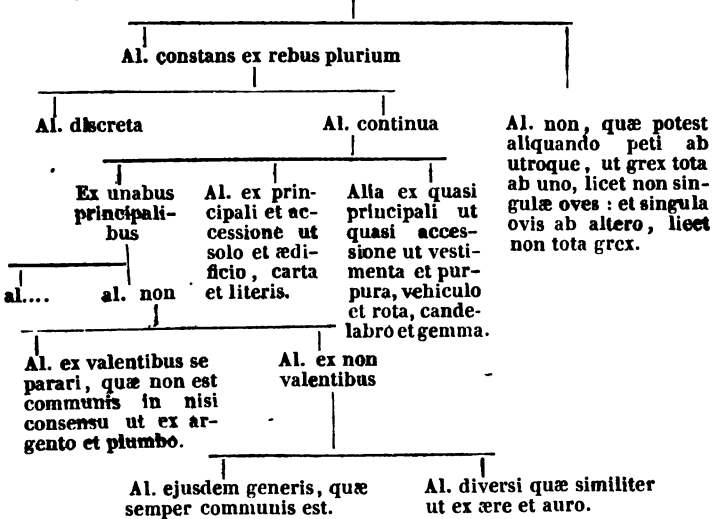 Al. constans ex rebus plurium
Al. discreta
Al. continua
Al. non, quæ potest
aliquando peti ab
utroque, ut grex tota
ab uno, licet non sin-
gulæ oves : et singula
ovis ab altero, licet
non tota grex.
Ex unabus
principali-
bus
Al. ex prin-
cipali et ac-
cessione ut
solo et ædi-
ficio, carta
et literis.
Alia ex quasi
principali ut
quasi acces-
sione ut vesti-
menta et pur-
pura, vehiculo
et rota, cande-
labro et gemma.
al....
al. non
Al. ex valentibus se
parari, quæ non est
communis in nisi
consensu ut ex ar-
gento et plumbo.
Al. ex non
valentibus
Al. ejusdem generis, quæ
semper communis est.
Al. diversi quæ similiter
ut ex ære et auro.